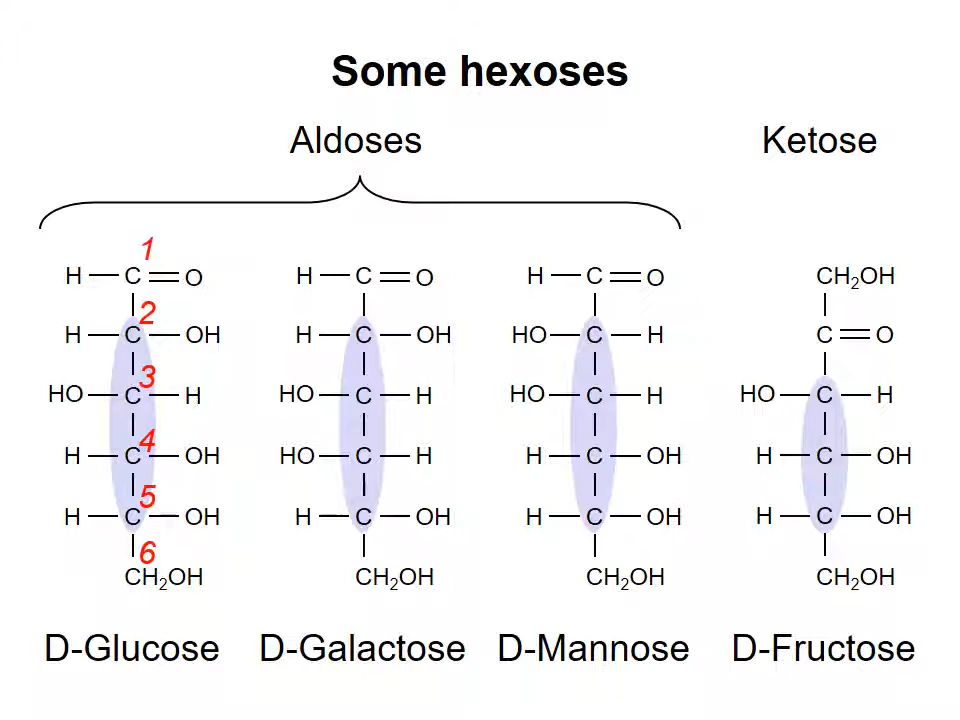 Some hexoses
Aldoses Ketose
1
H C O H C O H C O CH2OH
2
H C OH H C OH HO C H C O
3
HO C H HO C H HO C H HO C H
4
H C OH HO C H H C OH H C OH
5
H C OH H C OH H C OH H C OH
6
CH2OH CH2OH CH2OH CH2OH
D-Glucose D-Galactose D-Mannose D-Fructose